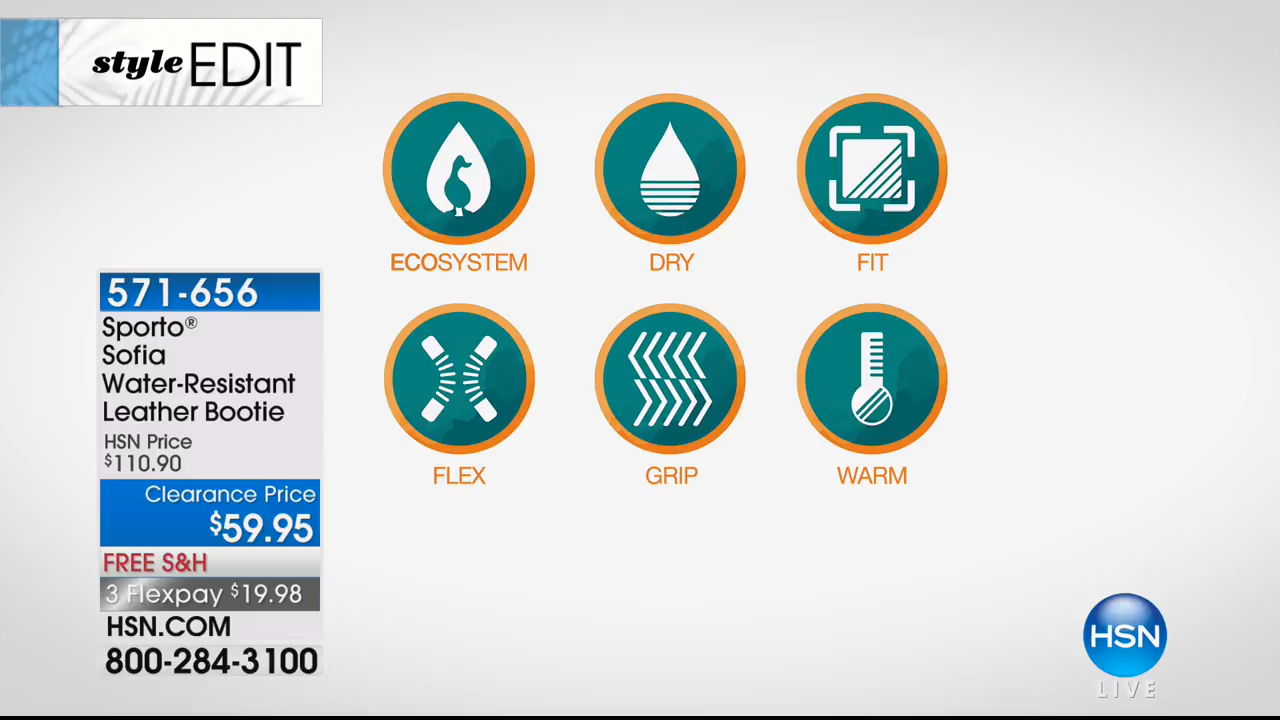 style EDIT
ECOSYSTEM DRY FIT
FLEX GRIP WARM
571-656
Sporto®
Sofia
Water-Resistant
Leather Bootie
HSN Price
$110.90
Clearance Price
$59.95
FREE S&H
3 Flexpay $19.98
HSN.COM
800-284-3100
HSN
LIVE